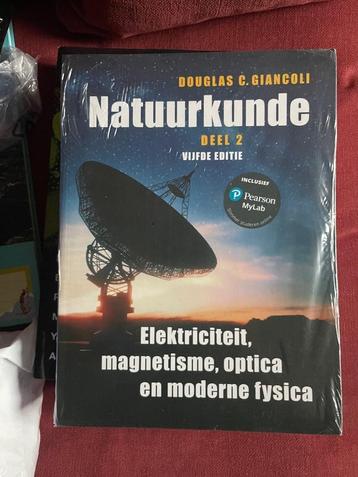 DOUGLAS C. GIANCOLI
Natuurkunde
DEEL 2
VIJFDE EDITIE
INCLUSIEF
Pearson
MyLab
Elektriciteit,
magnetisme, optica
en moderne fysica